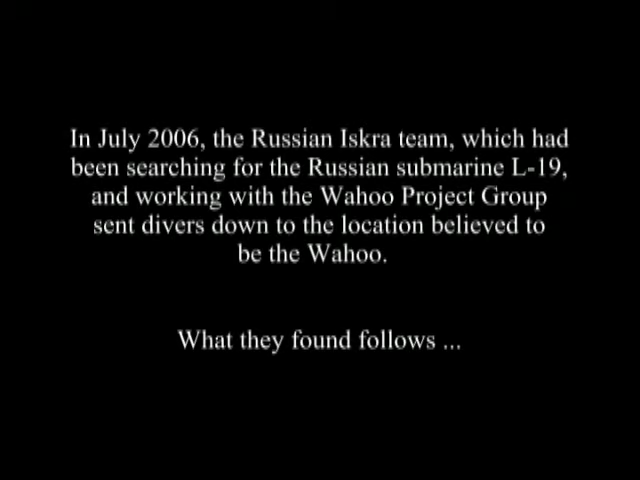 In July 2006, the Russian Iskra team, which had
been searching for the Russian submarine L-19,
and working with the Wahoo Project Group
sent divers down to the location believed to
be the Wahoo.
What they found follows ...